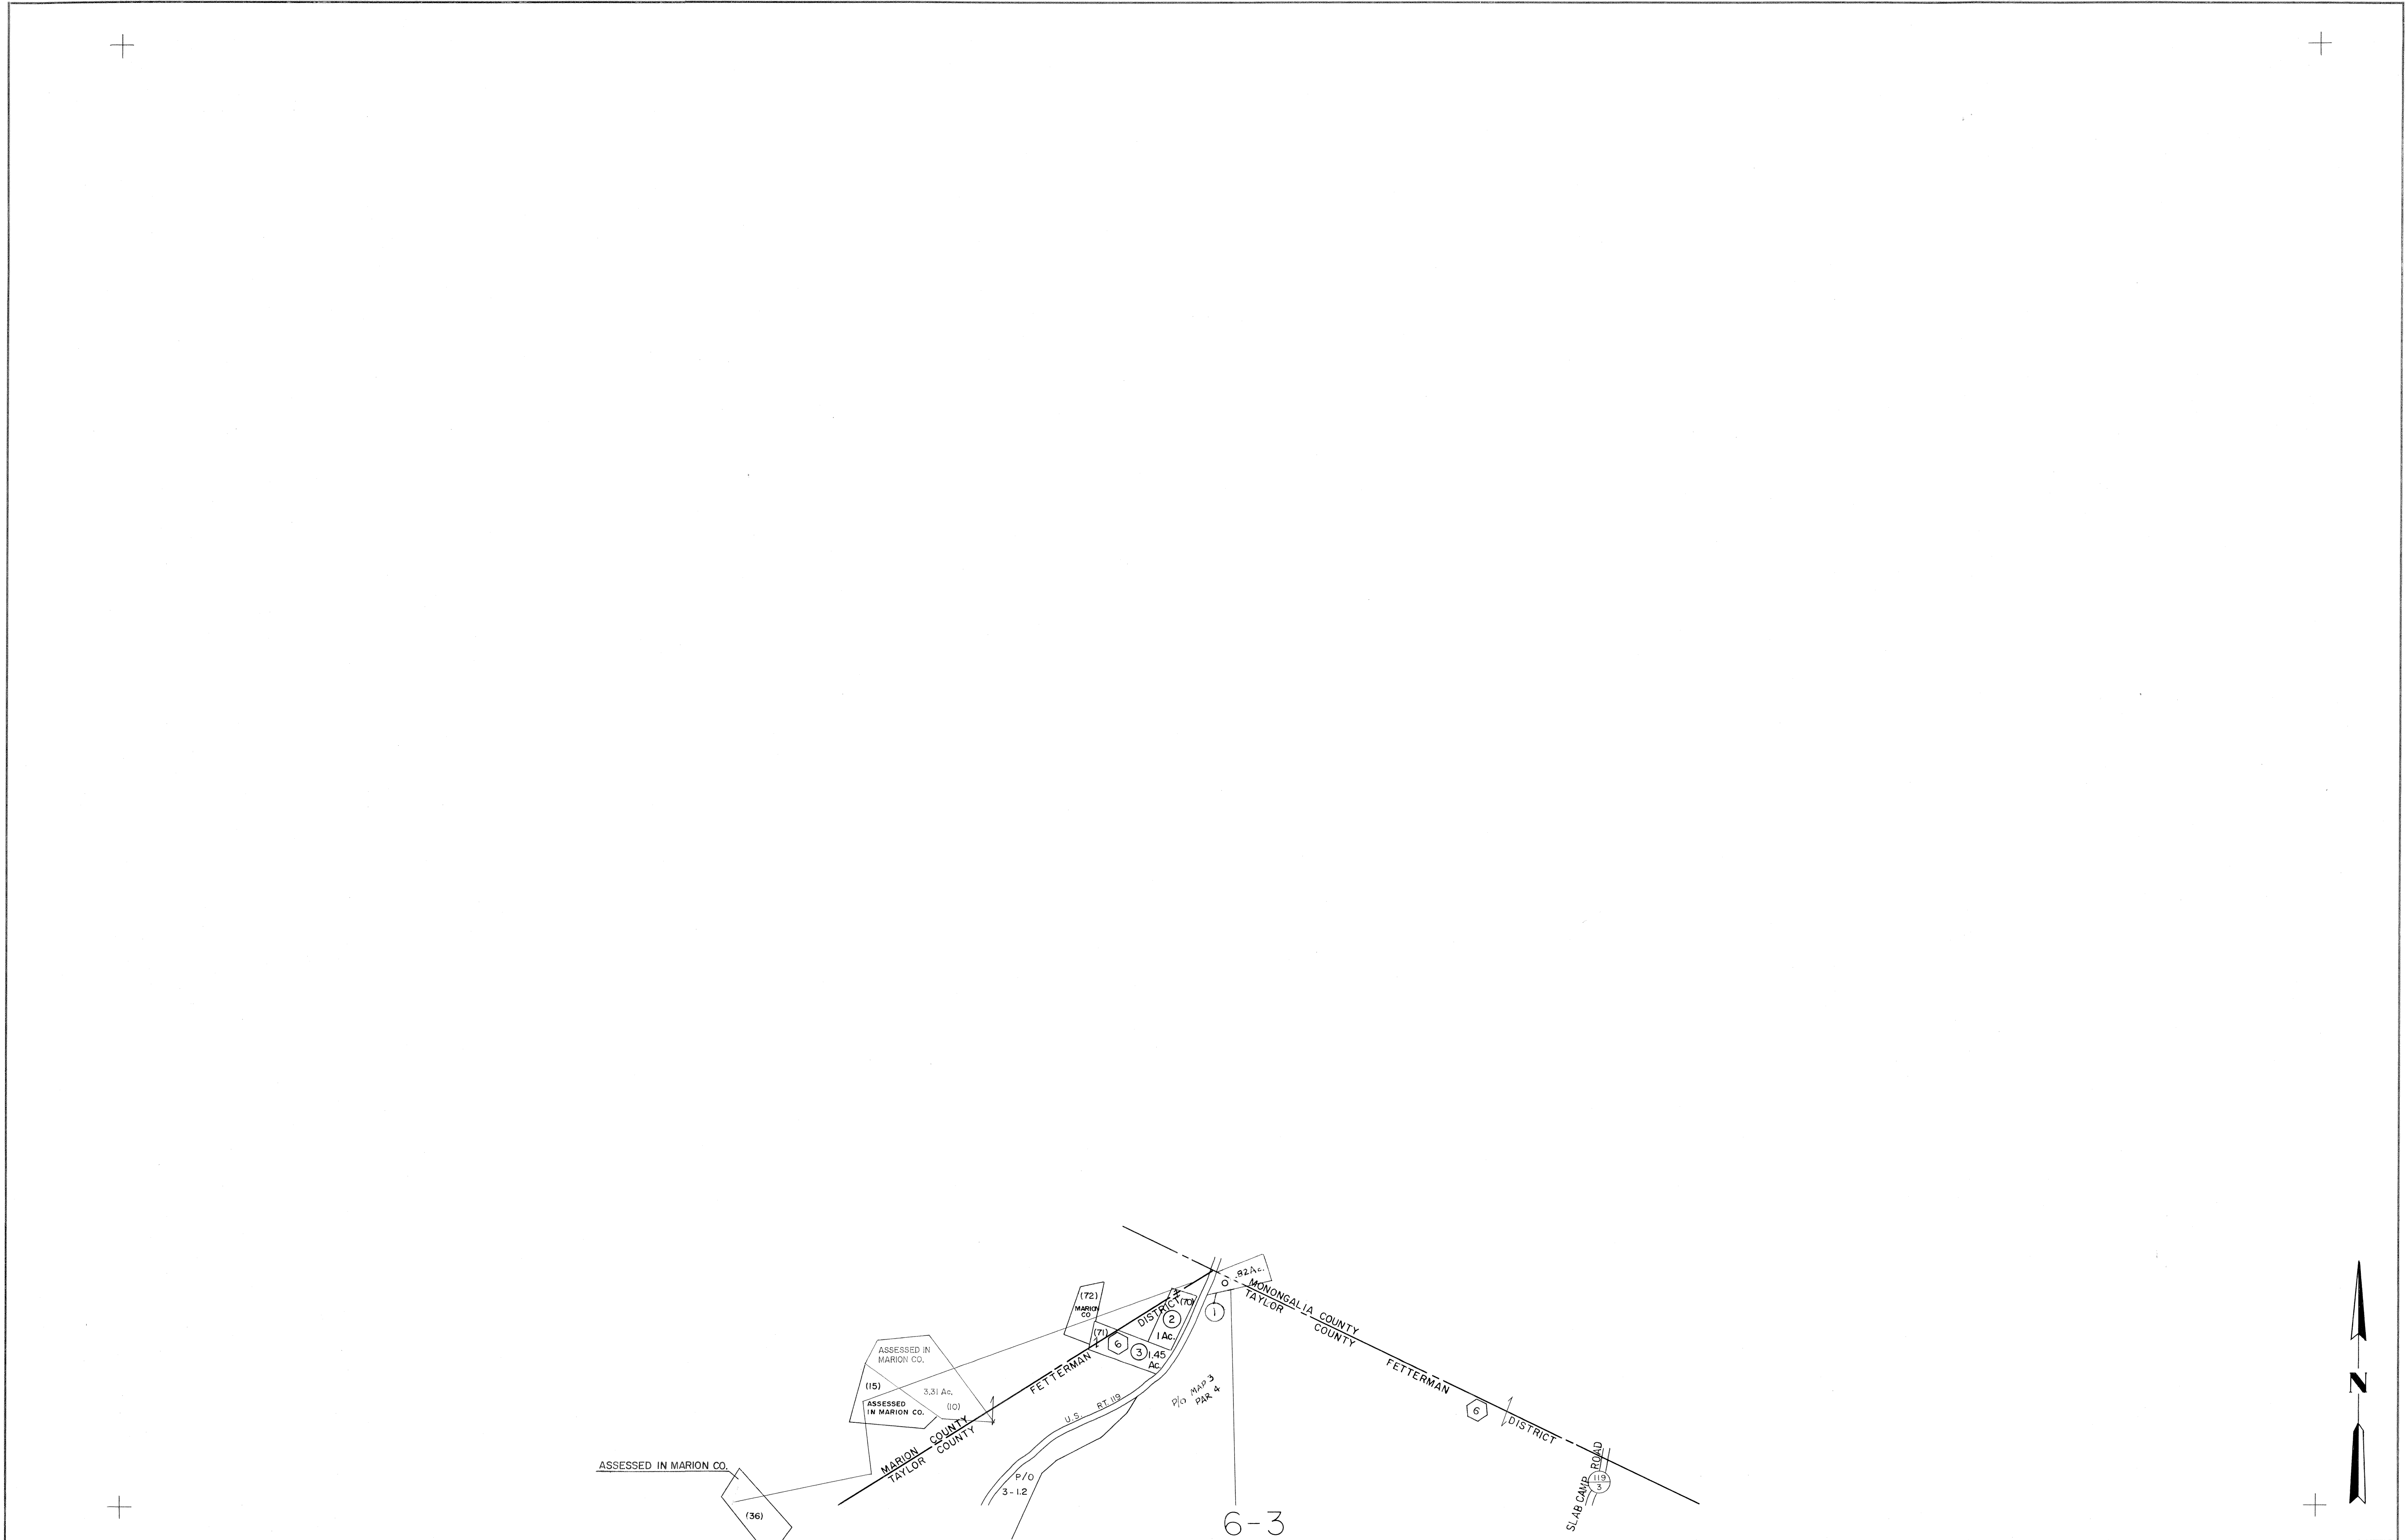 .82 Ac.
MONONGALIA COUNTY
TAYLOR COUNTY
1
(70)
2
1 Ac.
DISTRICT
(72)
MARION
CO
(71)
6
3
1.45
Ac.
FETTERMAN
ASSESSED IN
MARION CO.
(15)
3.31 Ac.
(10)
ASSESSED
IN MARION CO.
MARION COUNTY
TAYLOR COUNTY
U.S. RT. 119
P/O MAP 3
PAR 4
FETTERMAN
6
DISTRICT
N
SLAB CAMP ROAD
119
3
ASSESSED IN MARION CO.
(36)
P/O
3-1.2
6-3